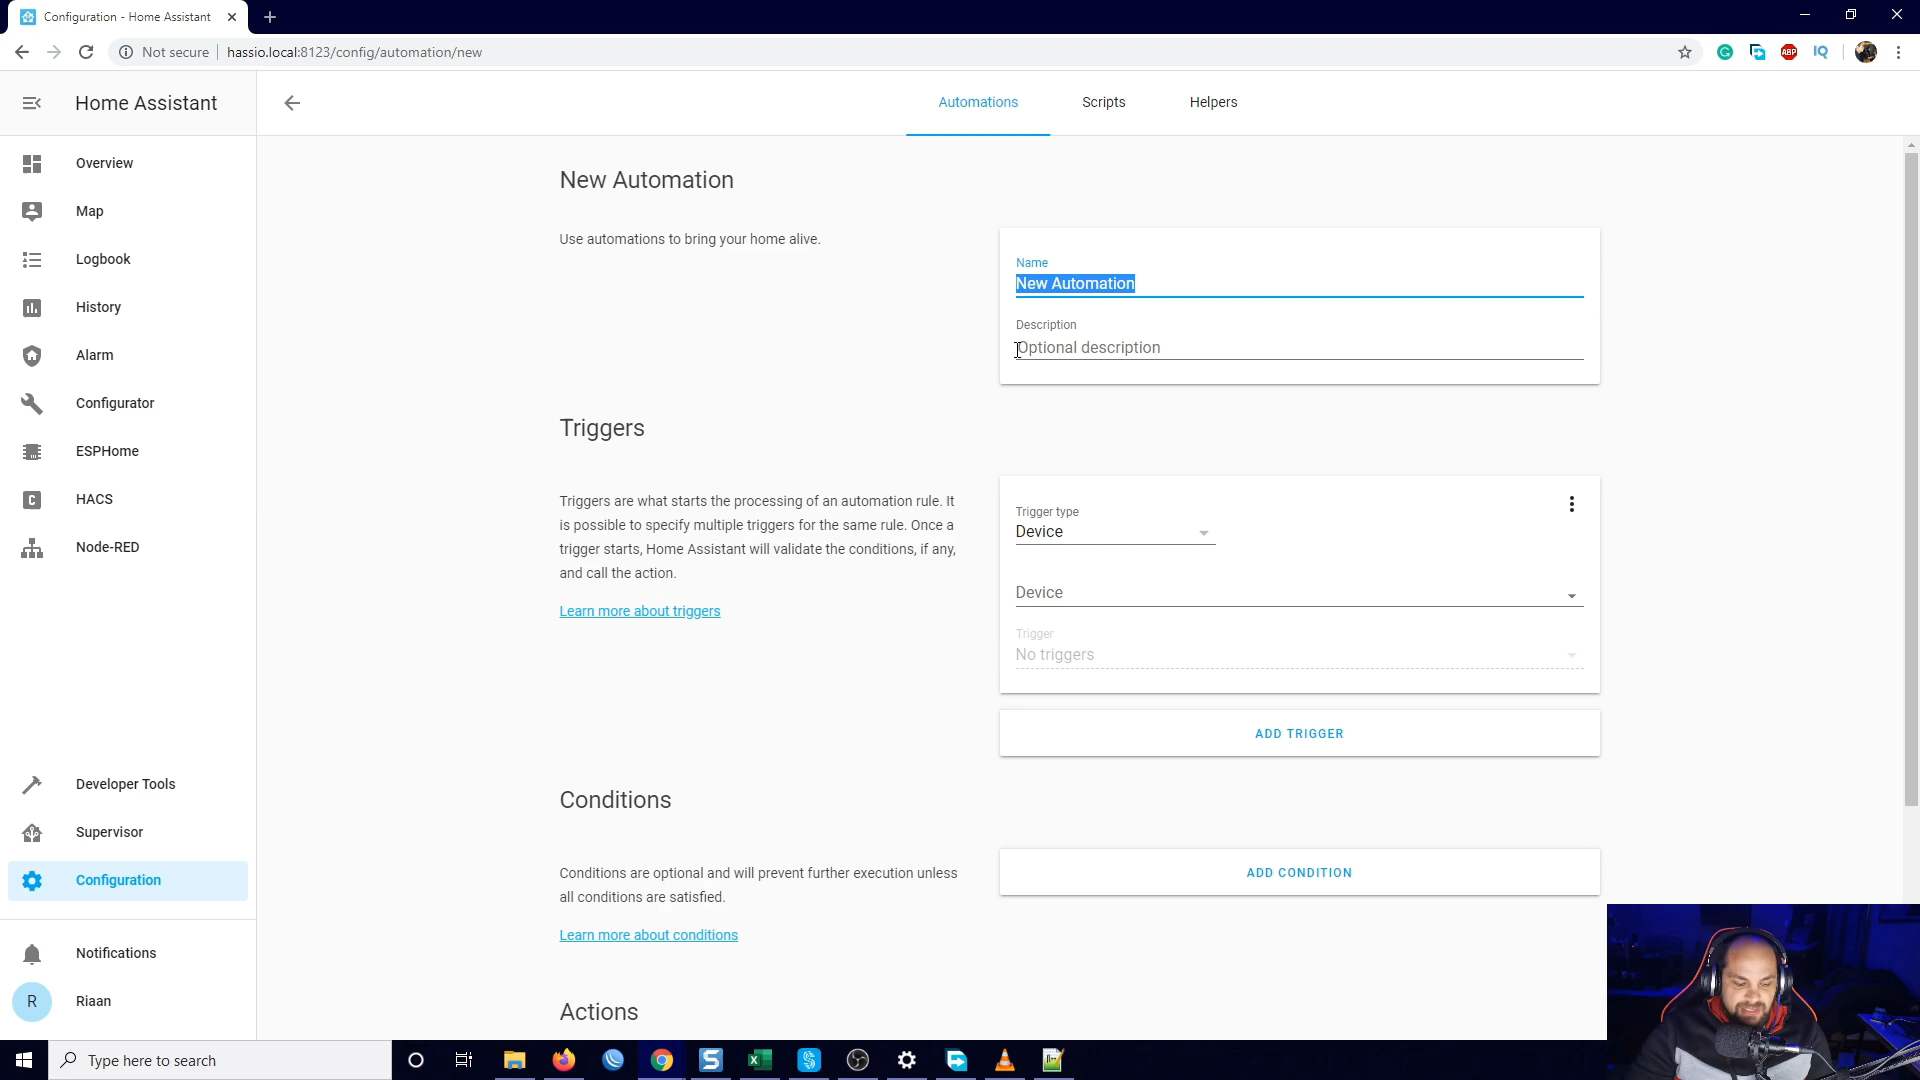 Configuration - Home Assistant
Not secure
hassio.local:8123/config/automation/new
ABP
IQ
Home Assistant
Automations
Scripts
Helpers
Overview
Map
Logbook
History
Alarm
Configurator
ESPHome
C
HACS
Node-RED
Developer Tools
Supervisor
Configuration
Notifications
R
Riaan
New Automation
Use automations to bring your home alive.
Name
New Automation
Description
Optional description
Triggers
Triggers are what starts the processing of an automation rule. It
is possible to specify multiple triggers for the same rule. Once a
trigger starts, Home Assistant will validate the conditions, if any,
and call the action.
Learn more about triggers
Trigger type
Device
Device
Trigger
No triggers
ADD TRIGGER
Conditions
Conditions are optional and will prevent further execution unless
all conditions are satisfied.
Learn more about conditions
ADD CONDITION
Actions
Type here to search